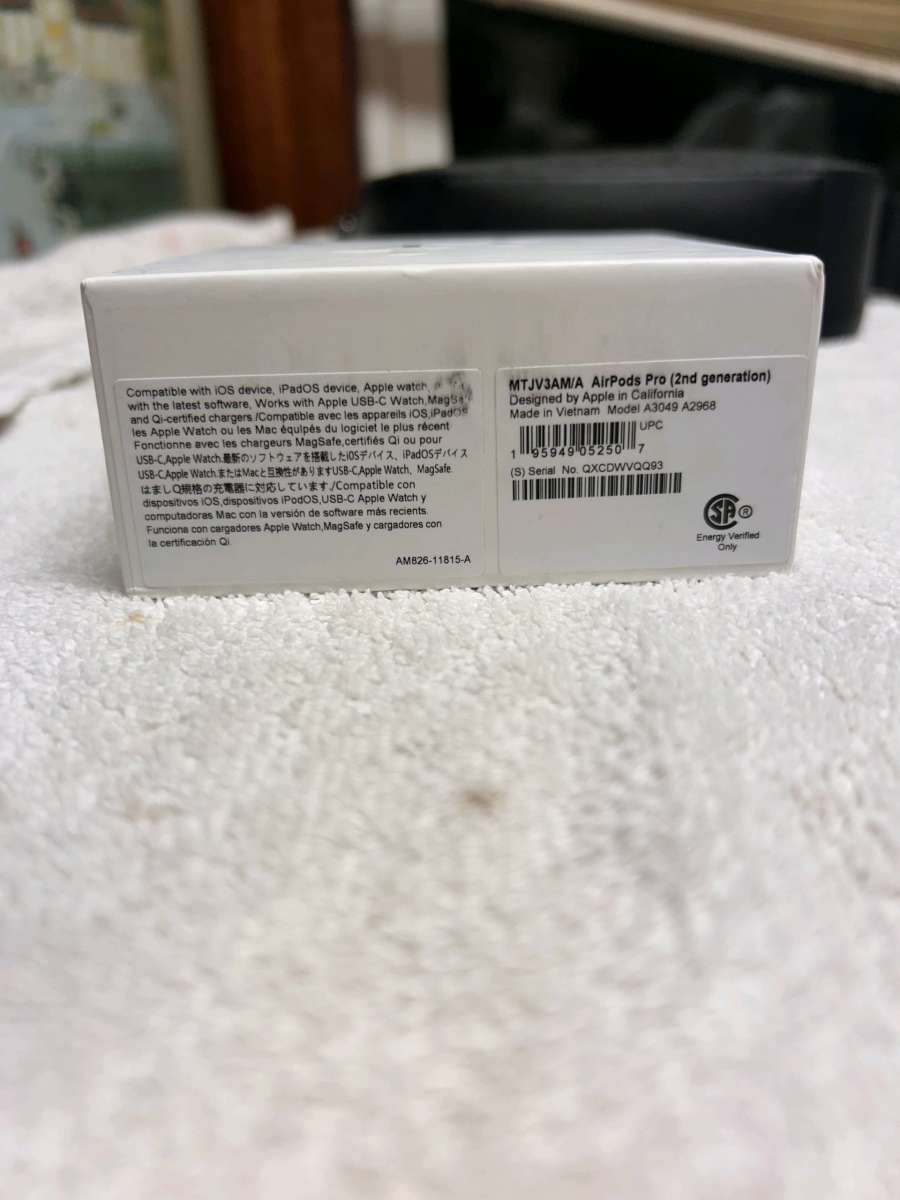 Compatible with iOS device, iPadOS device, Apple watch,
with the latest software, Works with Apple USB-C Watch,MagSa
and Qi-certified chargers /Compatible avec les appareils iOS,iPadOS
les Apple Watch ou les Mac équipés du logiciet le plus récent
Fonctionne avec les chargeurs MagSafe,certifiés Qi ou pour
USB-C,Apple Watch.最新のソフトウェアを搭載したiOSデバイス、iPadOSデバイス
USB-C,Apple Watch.またはMacと互換性がありますUSB-C,Apple Watch、MagSafe
はましQ規格の充電器に対応しています./Compatible con
dispositivos iOS,dispositivos iPodOS,USB-C Apple Watch y
computadoras Mac con la versión de software más recients.
Funciona con cargadores Apple Watch,MagSafe y cargadores con
la certificación Qi.
AM826-11815-A
MTJV3AM/A AirPods Pro (2nd generation)
Designed by Apple in California
Made in Vietnam Model A3049 A2968
UPC
1 95949 05250 7
(S) Serial No. QXCDWVQQ93
SA ®
Energy Verified
Only